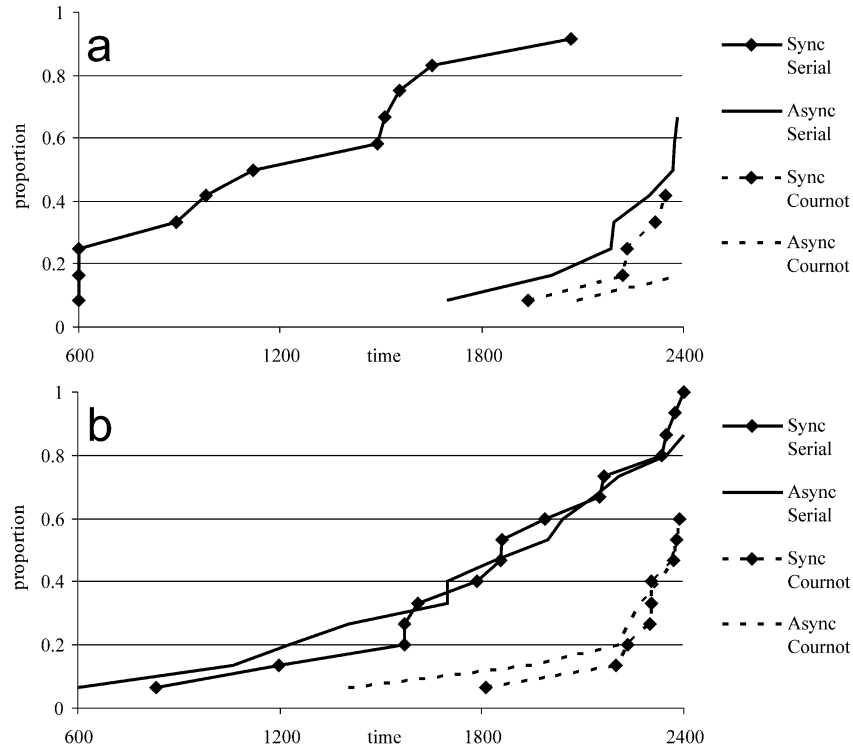 1
a
0.8
0.6
proportion
0.4
0.2
0
600
1200
time
1800
2400
Sync
Serial
Async
Serial
Sync
Cournot
Async
Cournot
1
b
0.8
0.6
proportion
0.4
0.2
0
600
1200
time
1800
2400
Sync
Serial
Async
Serial
Sync
Cournot
Async
Cournot